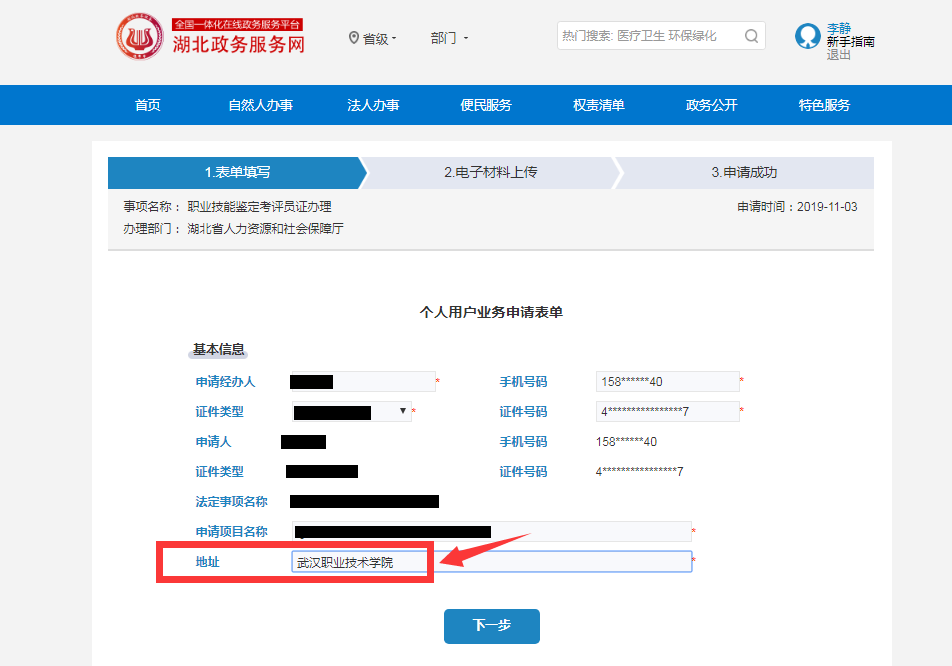 全国一体化在线政务服务平台
湖北政务服务网
省级
部门
热门搜索: 医疗卫生 环保绿化
李静
新手指南
退出
首页 自然人办事 法人办事 便民服务 权责清单 政务公开 特色服务
1.表单填写 2.电子材料上传 3.申请成功
事项名称： 职业技能鉴定考评员证办理 申请时间：2019-11-03
办理部门： 湖北省人力资源和社会保障厅
个人用户业务申请表单
基本信息
申请经办人 * 手机号码 158******40 *
证件类型 * 证件号码 4****************7 *
申请人 手机号码 158******40
证件类型 证件号码 4****************7
法定事项名称
申请项目名称 *
地址 武汉职业技术学院 *
下一步